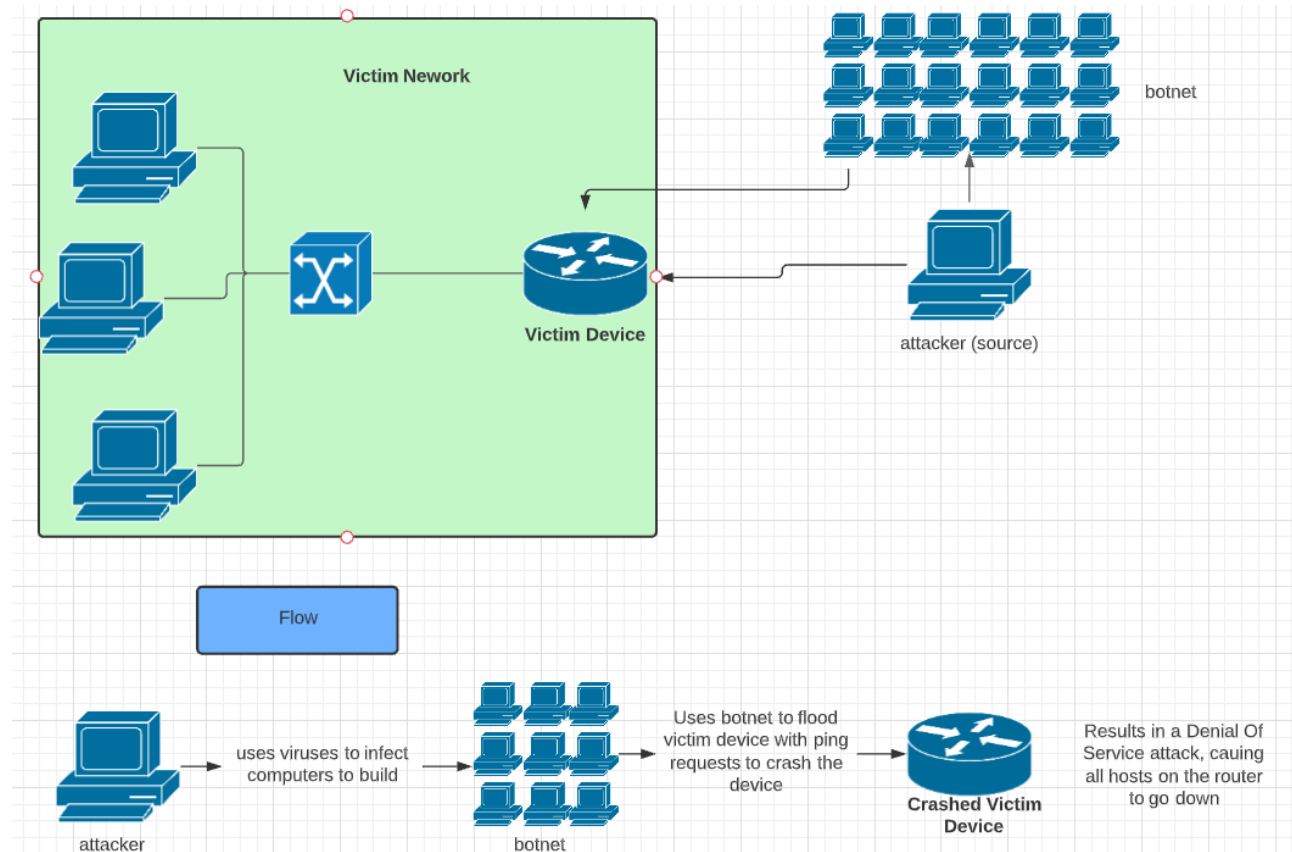 Victim Nework
botnet
Victim Device
attacker (source)
Flow
uses viruses to infect
computers to build
Uses botnet to flood
victim device with ping
requests to crash the
device
Results in a Denial Of
Service attack, cauing
all hosts on the router
to go down
attacker
botnet
Crashed Victim
Device